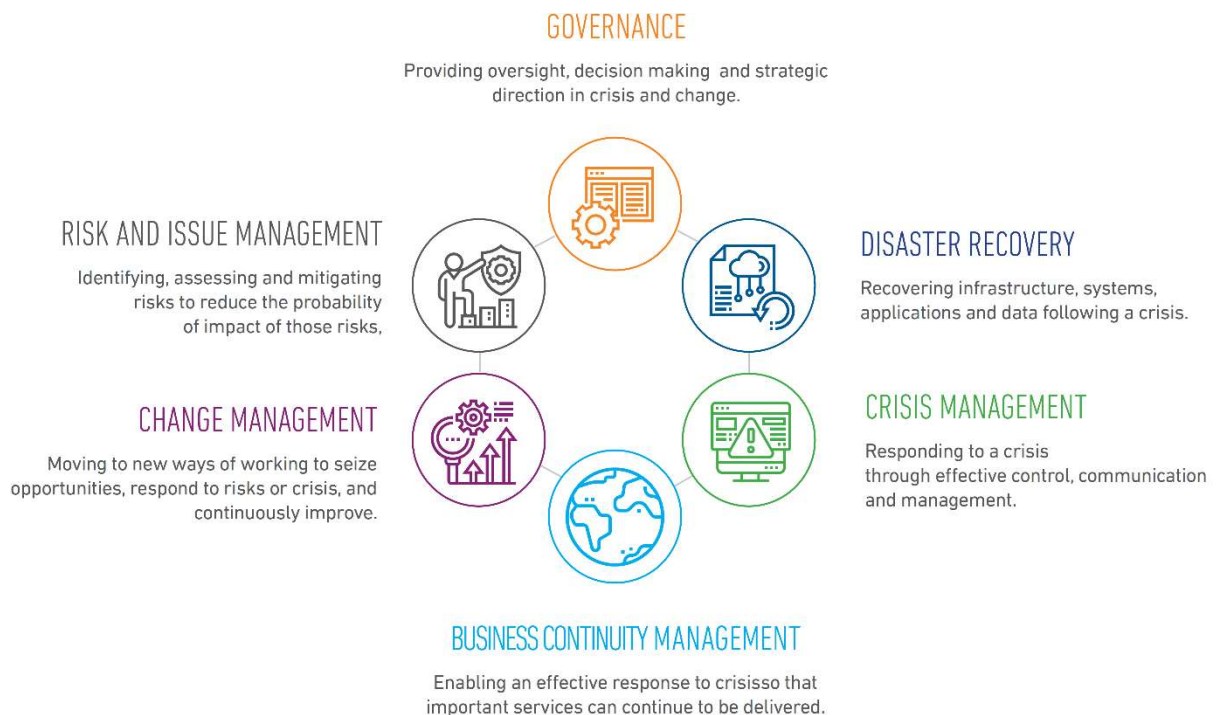 GOVERNANCE
Providing oversight, decision making and strategic
direction in crisis and change.
RISK AND ISSUE MANAGEMENT
Identifying, assessing and mitigating
risks to reduce the probability
of impact of those risks,
DISASTER RECOVERY
Recovering infrastructure, systems,
applications and data following a crisis.
CHANGE MANAGEMENT
Moving to new ways of working to seize
opportunities, respond to risks or crisis, and
continuously improve.
CRISIS MANAGEMENT
Responding to a crisis
through effective control, communication
and management.
BUSINESS CONTINUITY MANAGEMENT
Enabling an effective response to crisisso that
important services can continue to be delivered.